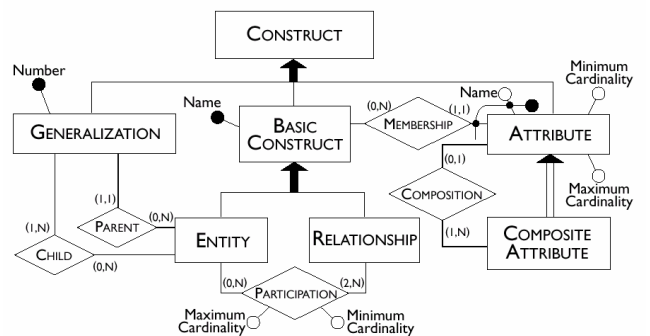 CONSTRUCT
Number
Minimum
Cardinality
Name
Name
(0,N)
(1,1)
GENERALIZATION
BASIC
CONSTRUCT
MEMBERSHIP
ATTRIBUTE
(0,1)
Maximum
Cardinality
(1,1)
COMPOSITION
(1,N)
PARENT
(0,N)
(1,N)
CHILD
(0,N)
ENTITY
RELATIONSHIP
COMPOSITE
ATTRIBUTE
(0,N)
(2,N)
PARTICIPATION
Maximum
Cardinality
Minimum
Cardinality